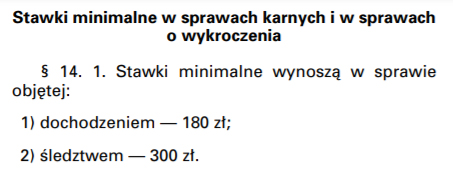 Stawki minimalne w sprawach karnych i w sprawach
o wykroczenia
§ 14. 1. Stawki minimalne wynoszą w sprawie
objętej:
1) dochodzeniem — 180 zł;
2) śledztwem — 300 zł.